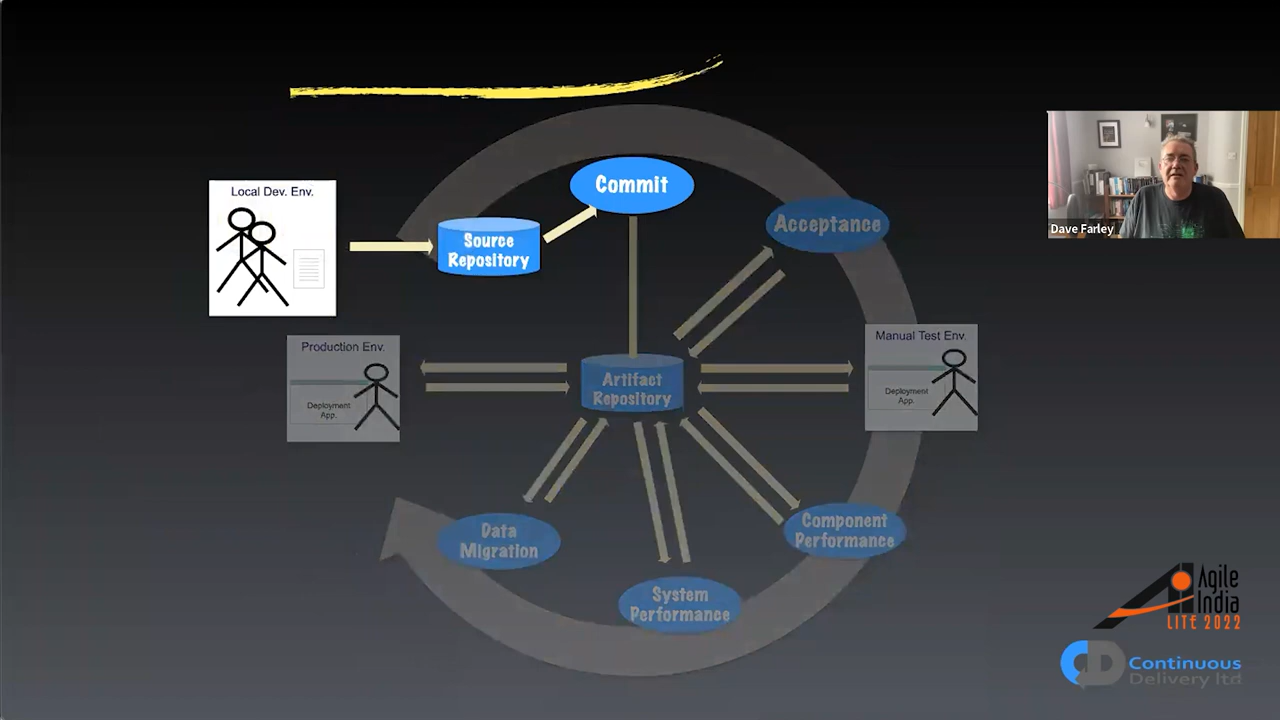 Local Dev. Env.
Commit
Source
Repository
Acceptance
Dave Farley
Production Env.
Deployment
App.
Artifact
Repository
Manual Test Env.
Deployment
App.
Data
Migration
Component
Performance
System
Performance
Agile
India
LITE 2022
CD
Continuous
Delivery ltd